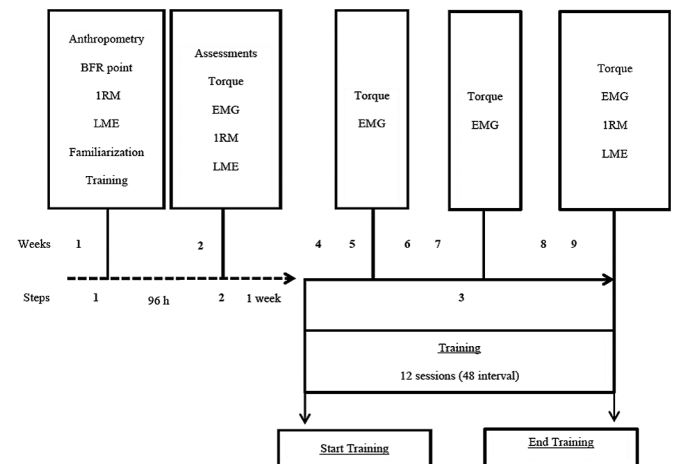 Anthropometry
BFR point
1RM
LME
Familiarization
Training
Assessments
Torque
EMG
1RM
LME
Torque
EMG
Torque
EMG
Torque
EMG
1RM
LME
Weeks 1 2 4 5 6 7 8 9
Steps 1 96 h 2 1 week 3
Training
12 sessions (48 interval)
Start Training
End Training